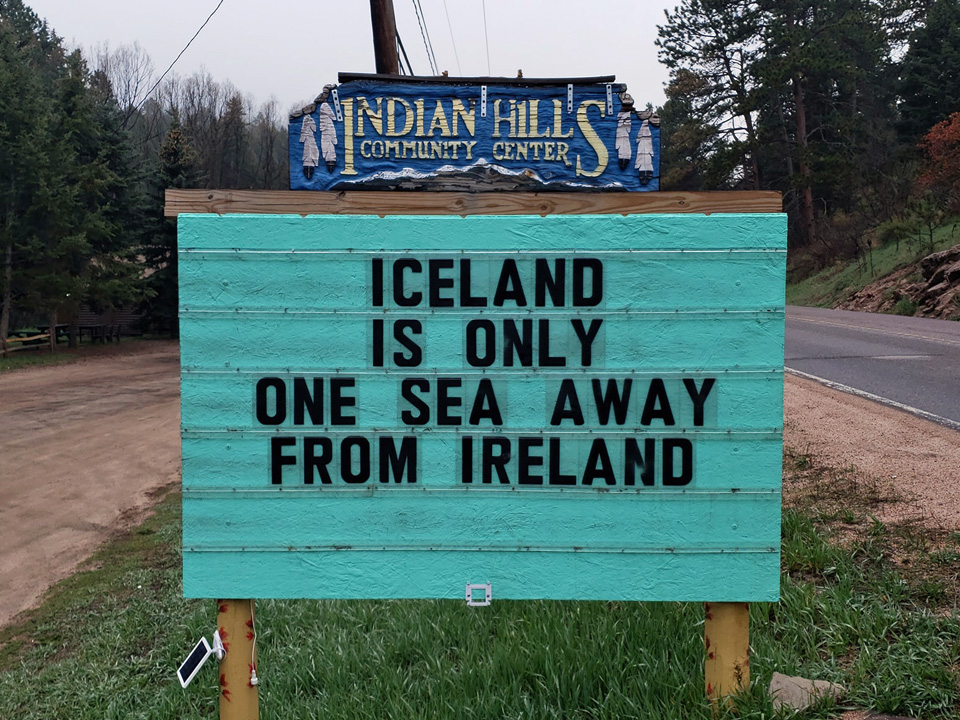 INDIAN HILLS
COMMUNITY CENTER
ICELAND
IS ONLY
ONE SEA AWAY
FROM IRELAND